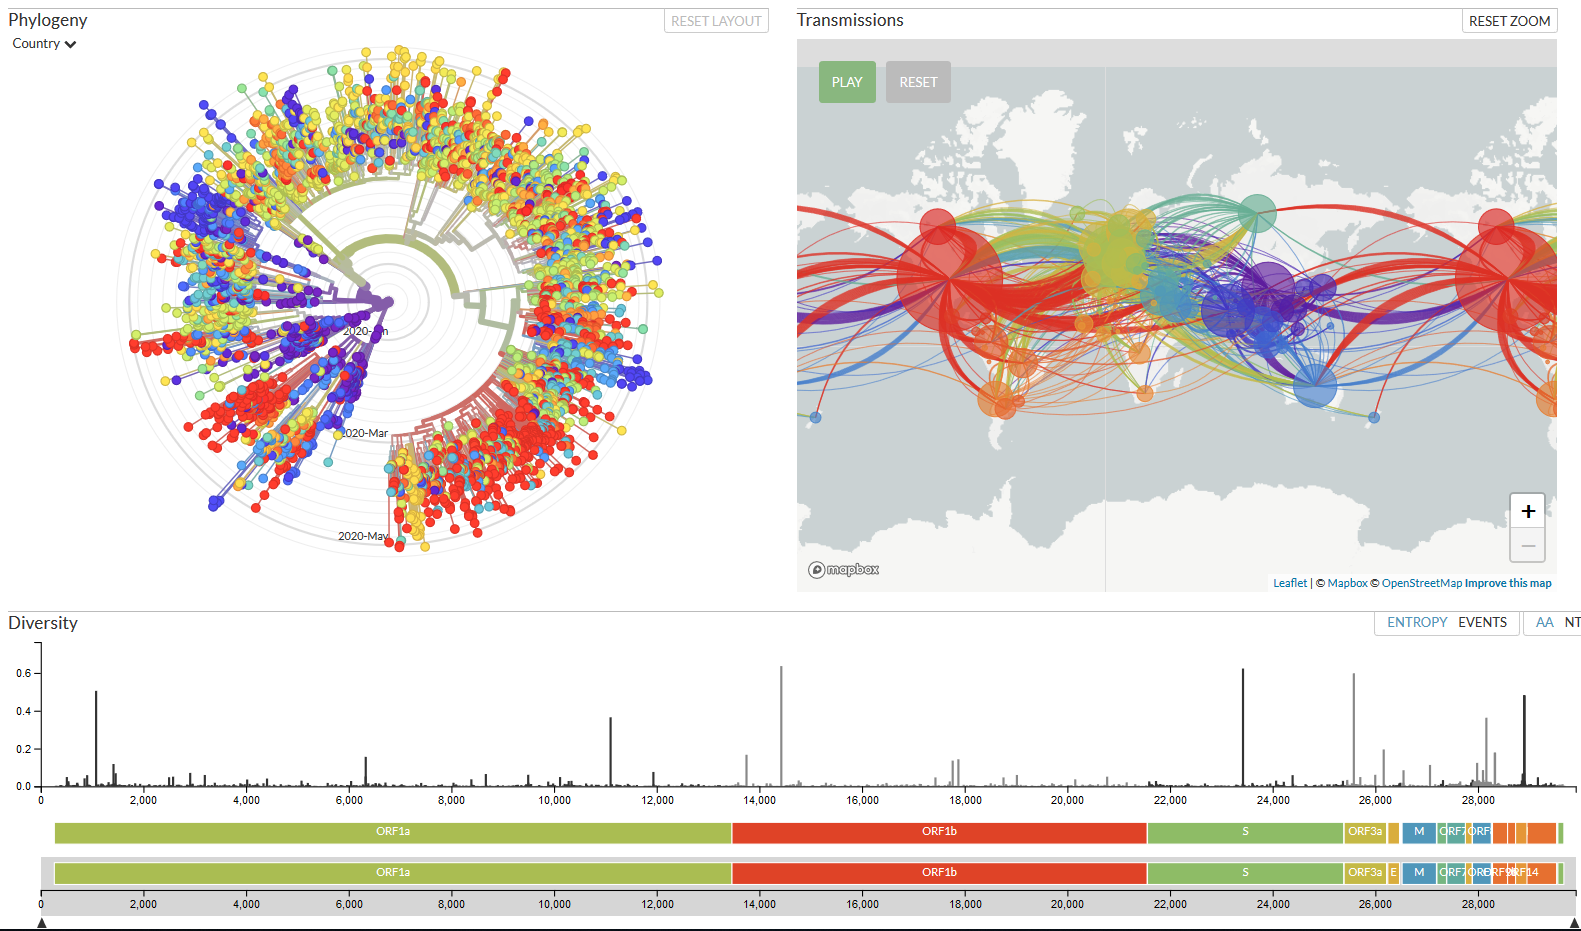 Phylogeny
RESET LAYOUT
Country
2020-Mar
2020-May
Transmissions
RESET ZOOM
PLAY
RESET
+
−
mapbox
Leaflet | © Mapbox © OpenStreetMap Improve this map
Diversity
ENTROPY EVENTS
AA NT
0.6
0.4
0.2
0.0
0 2,000 4,000 6,000 8,000 10,000 12,000 14,000 16,000 18,000 20,000 22,000 24,000 26,000 28,000
ORF1a ORF1b S ORF3a M
ORF1a ORF1b S ORF3a E M
0 2,000 4,000 6,000 8,000 10,000 12,000 14,000 16,000 18,000 20,000 22,000 24,000 26,000 28,000